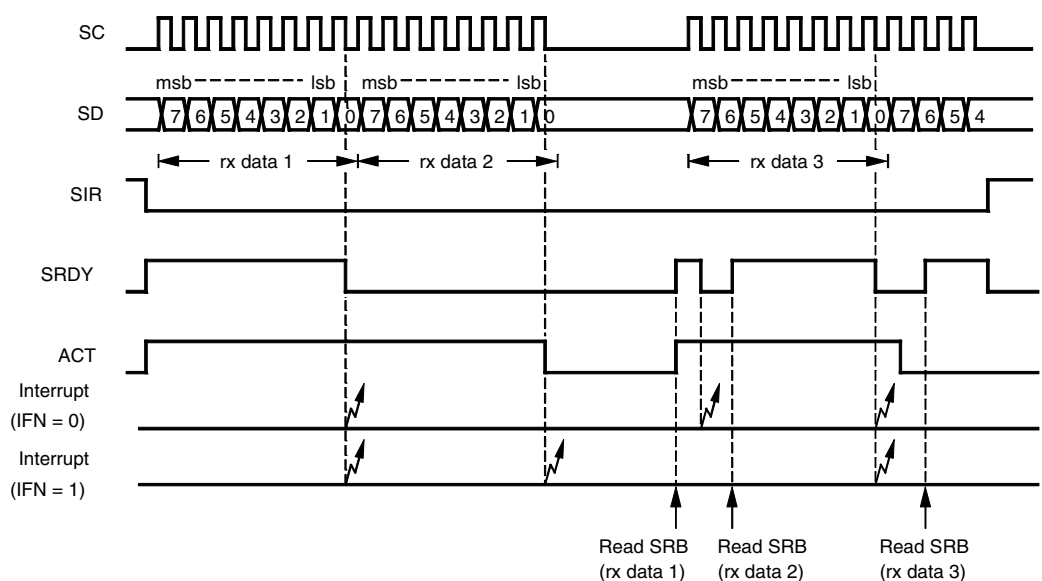 SC
msb lsb msb lsb msb lsb
SD 7 6 5 4 3 2 1 0 7 6 5 4 3 2 1 0 7 6 5 4 3 2 1 0 7 6 5 4
rx data 1 rx data 2 rx data 3
SIR
SRDY
ACT
Interrupt
(IFN = 0)
Interrupt
(IFN = 1)
Read SRB
(rx data 1)
Read SRB
(rx data 2)
Read SRB
(rx data 3)